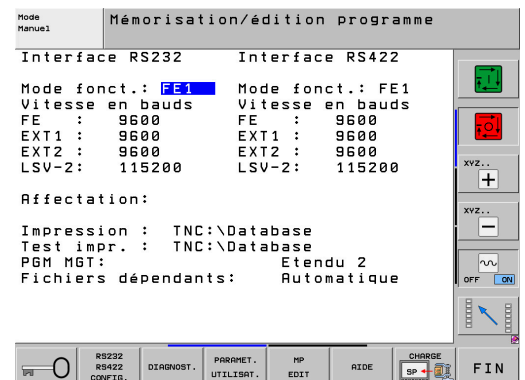 Mode
Manuel
Mémorisation/édition programme
Interface RS232 Interface RS422
Mode fonct.: FE1 Mode fonct.: FE1
Vitesse en bauds Vitesse en bauds
FE : 9600 FE : 9600
EXT1 : 9600 EXT1 : 9600
EXT2 : 9600 EXT2 : 9600
LSV-2: 115200 LSV-2: 115200
Affectation:
Impression : TNC:\Database
Test impr. : TNC:\Database
PGM MGT: Etendu 2
Fichiers dépendants: Automatique
XYZ..
+
XYZ..
−
OFF ON
RS232
RS422
CONFIG.
DIAGNOST.
PARAMET.
UTILISAT.
MP
EDIT
AIDE
CHARGE
SP
FIN